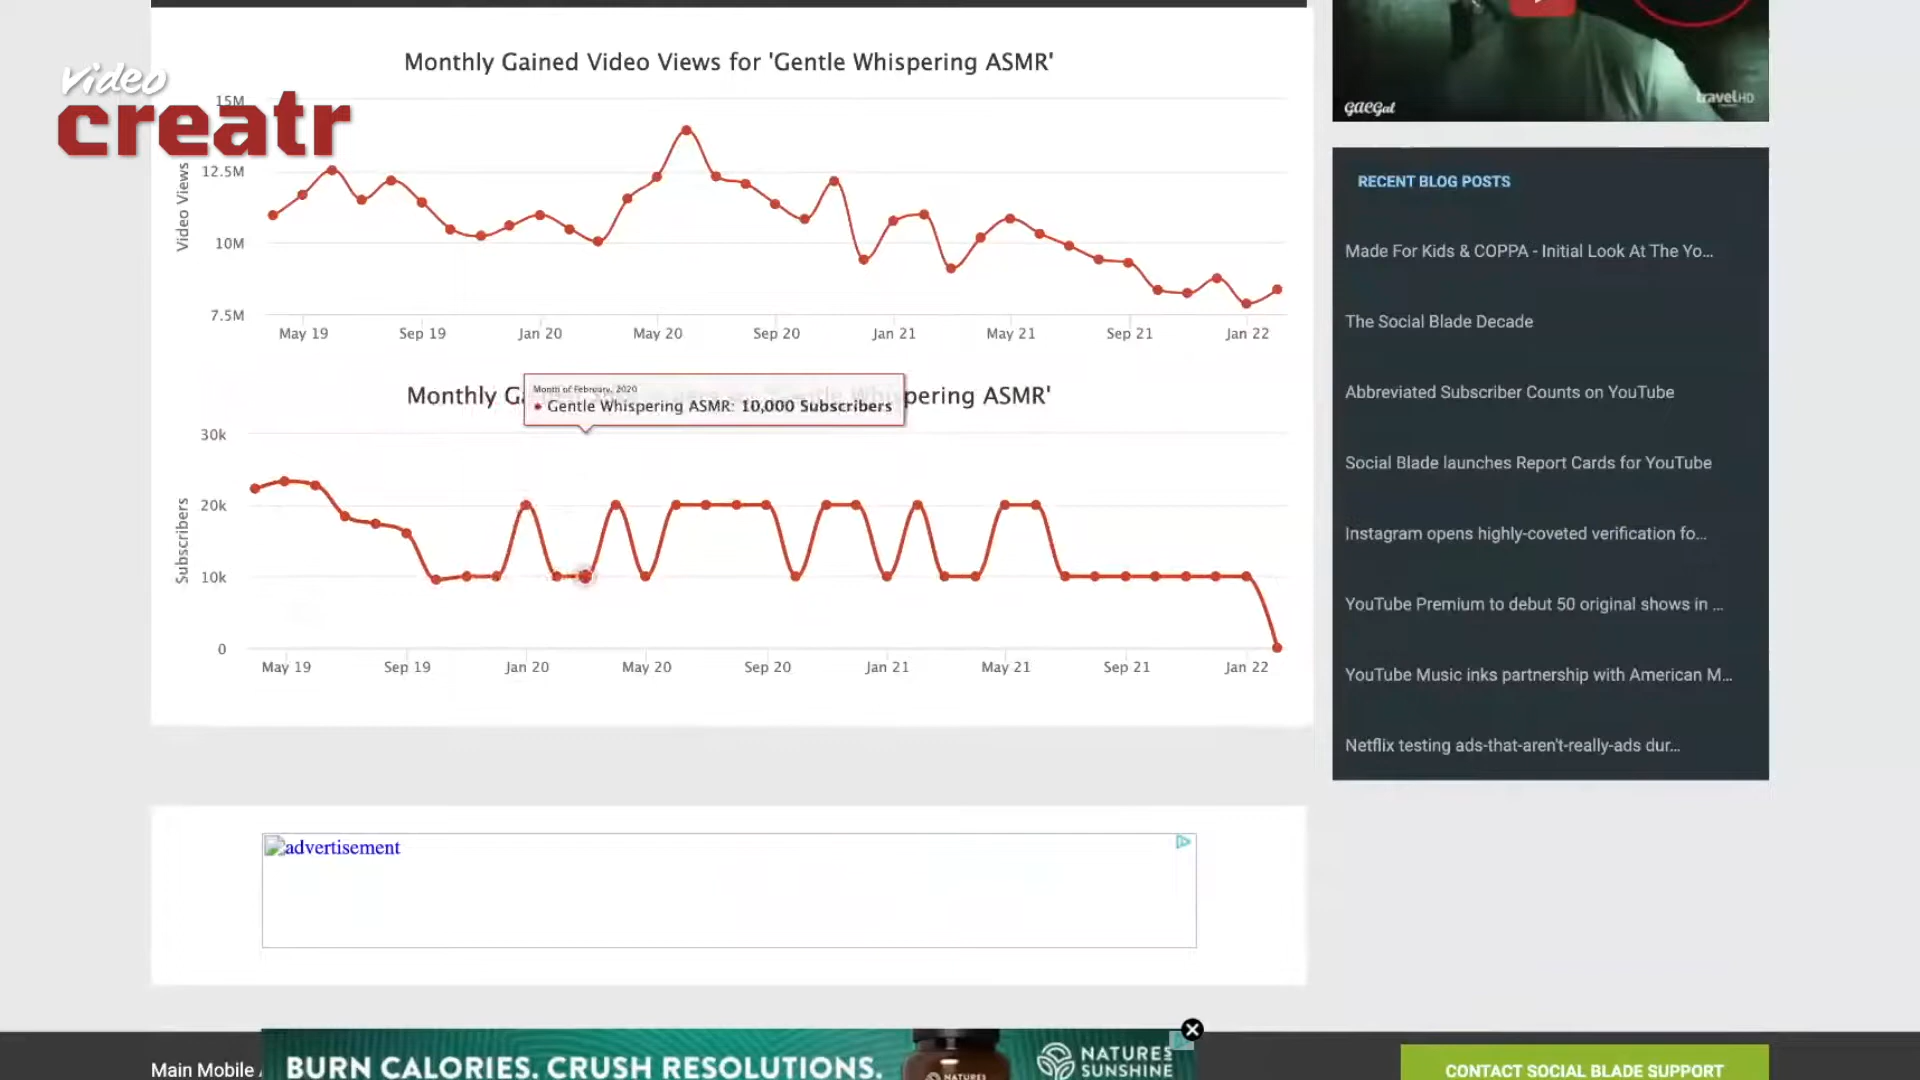 video
creatr
Monthly Gained Video Views for 'Gentle Whispering ASMR'
15M
12.5M
10M
7.5M
Video Views
May 19
Sep 19
Jan 20
May 20
Sep 20
Jan 21
May 21
Sep 21
Jan 22
Monthly G
pering ASMR'
Month of February, 2020
Gentle Whispering ASMR: 10,000 Subscribers
30k
20k
10k
0
Subscribers
May 19
Sep 19
Jan 20
May 20
Sep 20
Jan 21
May 21
Sep 21
Jan 22
advertisement
GACGal
travelHD
RECENT BLOG POSTS
Made For Kids & COPPA - Initial Look At The Yo...
The Social Blade Decade
Abbreviated Subscriber Counts on YouTube
Social Blade launches Report Cards for YouTube
Instagram opens highly-coveted verification fo...
YouTube Premium to debut 50 original shows in ...
YouTube Music inks partnership with American M...
Netflix testing ads-that-aren't-really-ads dur...
Main Mobile
BURN CALORIES. CRUSH RESOLUTIONS.
NATURE'S
SUNSHINE
CONTACT SOCIAL BLADE SUPPORT